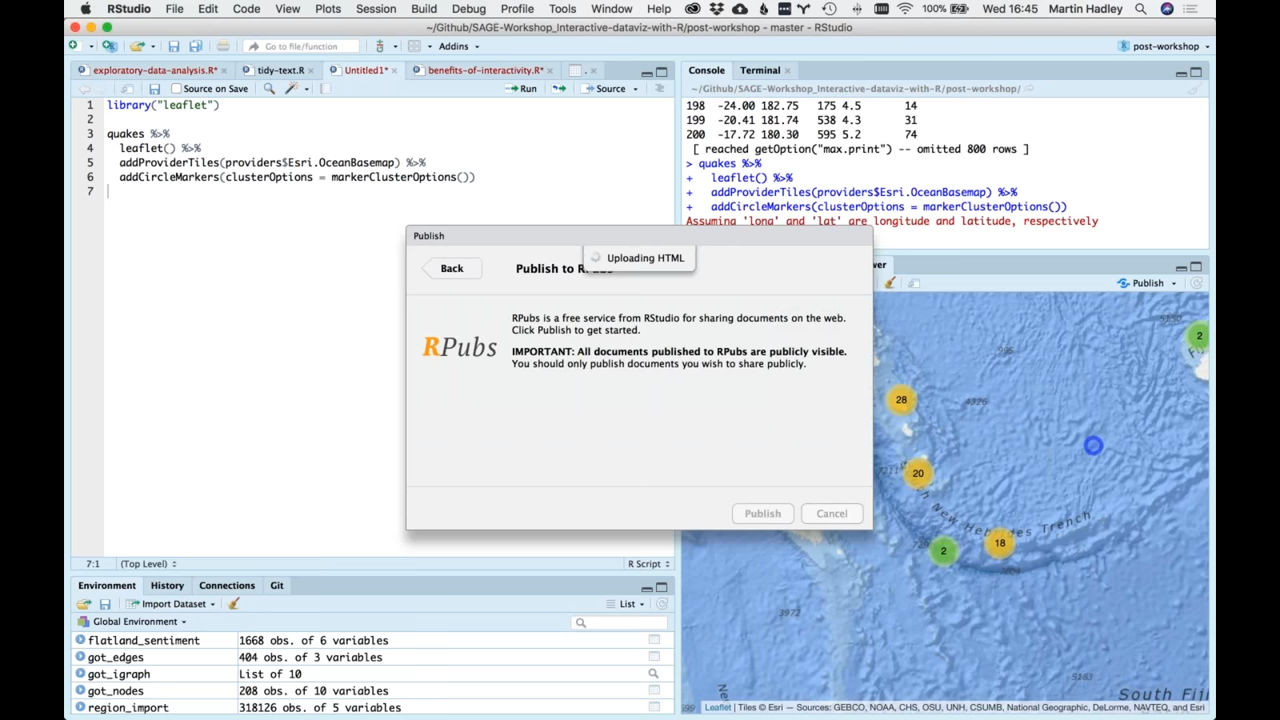 RStudio File Edit Code View Plots Session Build Debug Profile Tools Window Help 100% Wed 16:45 Martin Hadley
~/Github/SAGE-Workshop_Interactive-dataviz-with-R/post-workshop - master - RStudio
Go to file/function Addins post-workshop
exploratory-data-analysis.R* tidy-text.R Untitled1* benefits-of-interactivity.R* .
Source on Save Run Source
1 library("leaflet")
2
3 quakes %>%
4 leaflet() %>%
5 addProviderTiles(providers$Esri.OceanBasemap) %>%
6 addCircleMarkers(clusterOptions = markerClusterOptions())
7
7:1 (Top Level) R Script
Console Terminal
~/Github/SAGE-Workshop_Interactive-dataviz-with-R/post-workshop/
198 -24.00 182.75 175 4.5 14
199 -20.41 181.74 538 4.3 31
200 -17.72 180.30 595 5.2 74
[ reached getOption("max.print") -- omitted 800 rows ]
> quakes %>%
+ leaflet() %>%
+ addProviderTiles(providers$Esri.OceanBasemap) %>%
+ addCircleMarkers(clusterOptions = markerClusterOptions())
Assuming 'long' and 'lat' are longitude and latitude, respectively
Publish
Uploading HTML
Back Publish to
RPubs
RPubs is a free service from RStudio for sharing documents on the web.
Click Publish to get started.
IMPORTANT: All documents published to RPubs are publicly visible.
You should only publish documents you wish to share publicly.
Publish Cancel
wer
Publish
2
995
28
4326
20
New Hebrides Trench
18
2
3972
5183
South Fiji
Leaflet | Tiles © Esri — Sources: GEBCO, NOAA, CHS, OSU, UNH, CSUMB, National Geographic, DeLorme, NAVTEQ, and Esri
Environment History Connections Git
Import Dataset List
Global Environment
flatland_sentiment 1668 obs. of 6 variables
got_edges 404 obs. of 3 variables
got_igraph List of 10
got_nodes 208 obs. of 10 variables
region_import 318126 obs. of 5 variables